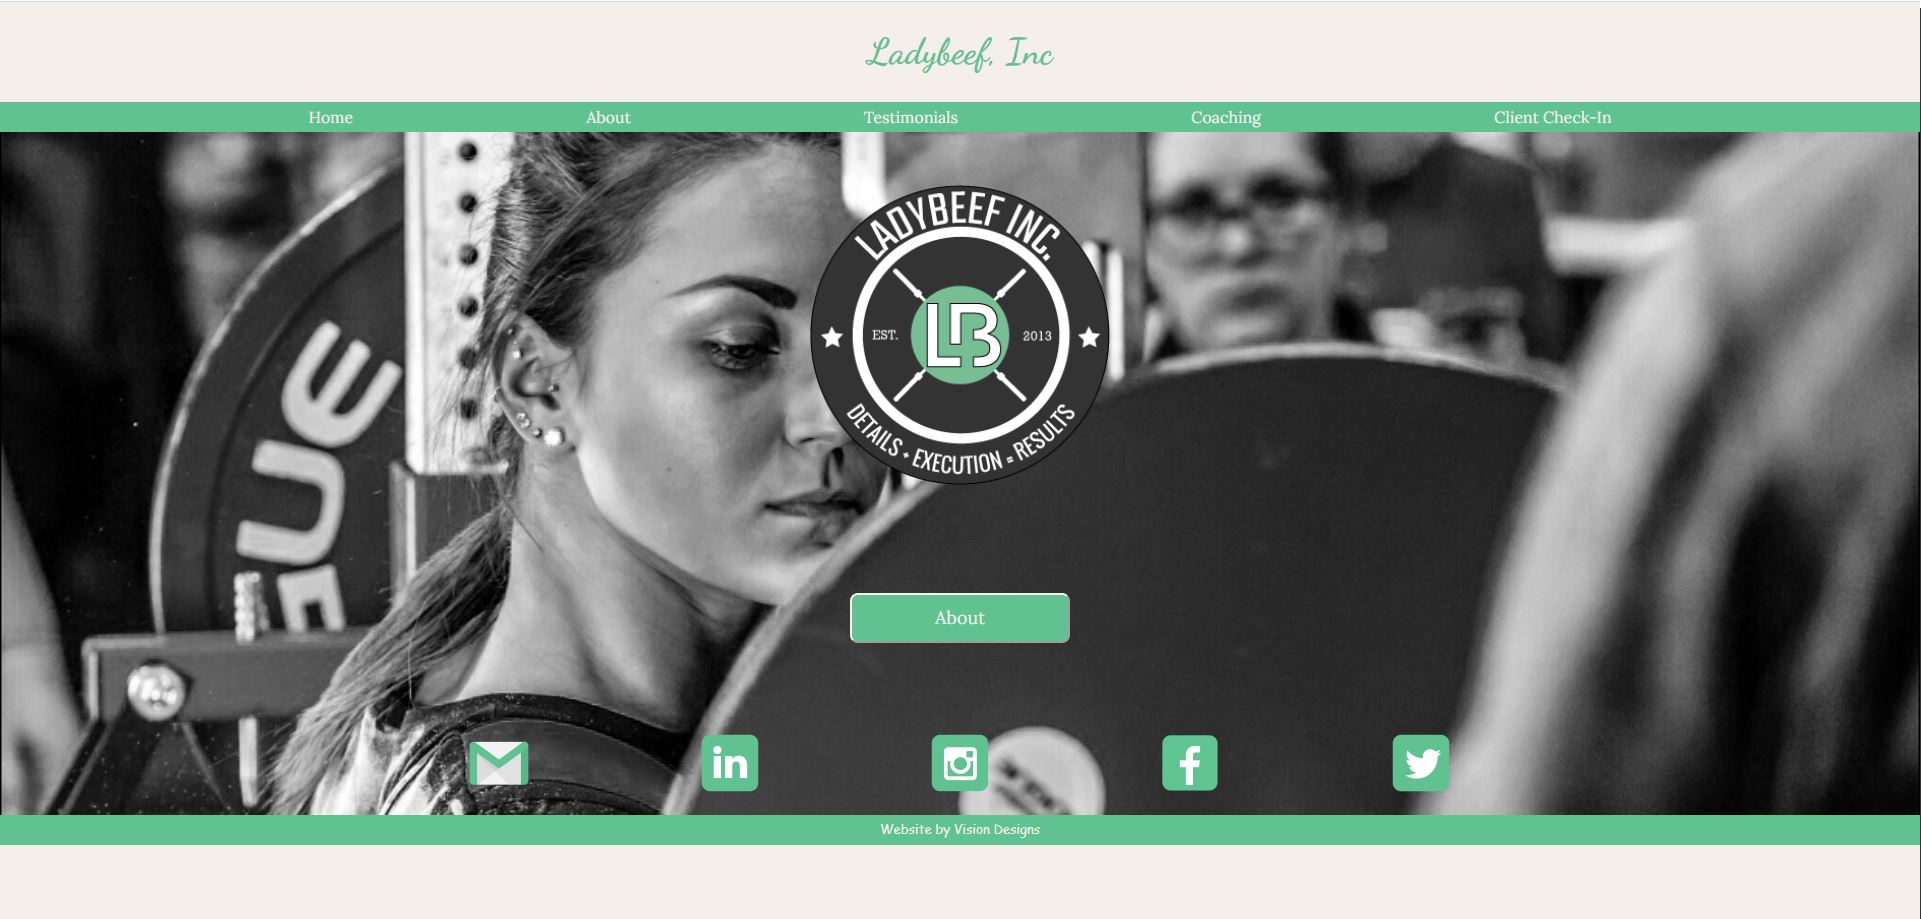 Ladybeef, Inc
Home About Testimonials Coaching Client Check-In
LADYBEEF INC.
EST. LB 2013
DETAILS + EXECUTION = RESULTS
About
in
f
Website by Vision Designs